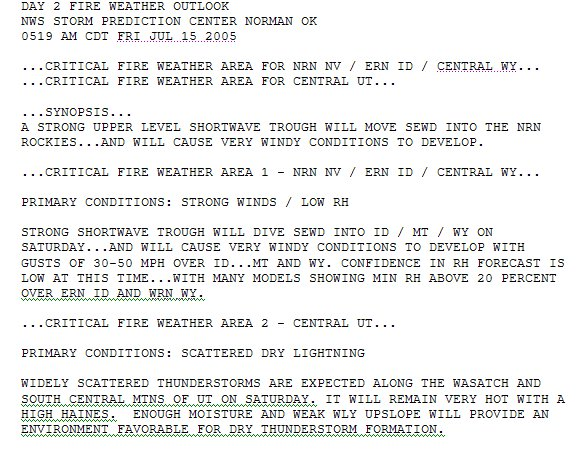 DAY 2 FIRE WEATHER OUTLOOK
NWS STORM PREDICTION CENTER NORMAN OK
0519 AM CDT FRI JUL 15 2005
...CRITICAL FIRE WEATHER AREA FOR NRN NV / ERN ID / CENTRAL WY...
...CRITICAL FIRE WEATHER AREA FOR CENTRAL UT...
...SYNOPSIS...
A STRONG UPPER LEVEL SHORTWAVE TROUGH WILL MOVE SEWD INTO THE NRN
ROCKIES...AND WILL CAUSE VERY WINDY CONDITIONS TO DEVELOP.
...CRITICAL FIRE WEATHER AREA 1 - NRN NV / ERN ID / CENTRAL WY...
PRIMARY CONDITIONS: STRONG WINDS / LOW RH
STRONG SHORTWAVE TROUGH WILL DIVE SEWD INTO ID / MT / WY ON
SATURDAY...AND WILL CAUSE VERY WINDY CONDITIONS TO DEVELOP WITH
GUSTS OF 30-50 MPH OVER ID...MT AND WY. CONFIDENCE IN RH FORECAST IS
LOW AT THIS TIME...WITH MANY MODELS SHOWING MIN RH ABOVE 20 PERCENT
OVER ERN ID AND WRN WY.
...CRITICAL FIRE WEATHER AREA 2 - CENTRAL UT...
PRIMARY CONDITIONS: SCATTERED DRY LIGHTNING
WIDELY SCATTERED THUNDERSTORMS ARE EXPECTED ALONG THE WASATCH AND
SOUTH CENTRAL MTNS OF UT ON SATURDAY. IT WILL REMAIN VERY HOT WITH A
HIGH HAINES.  ENOUGH MOISTURE AND WEAK WLY UPSLOPE WILL PROVIDE AN
ENVIRONMENT FAVORABLE FOR DRY THUNDERSTORM FORMATION.